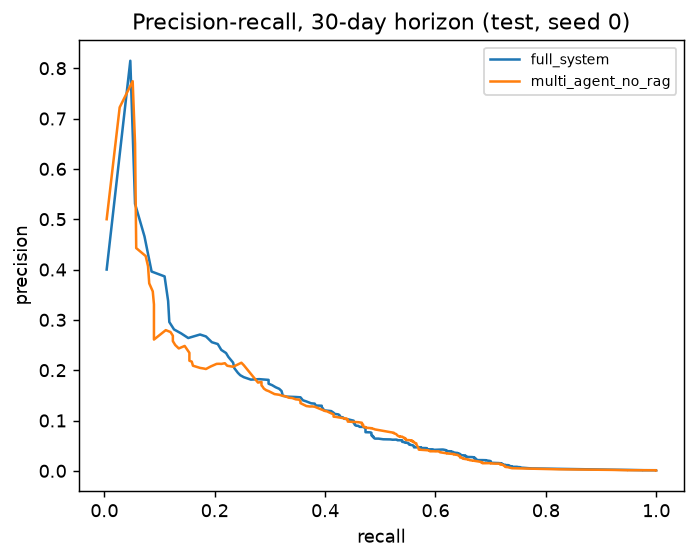 Precision-recall, 30-day horizon (test, seed 0)
full_system
multi_agent_no_rag
0.8
0.7
0.6
0.5
0.4
0.3
0.2
0.1
0.0
precision
0.0 0.2 0.4 0.6 0.8 1.0
recall